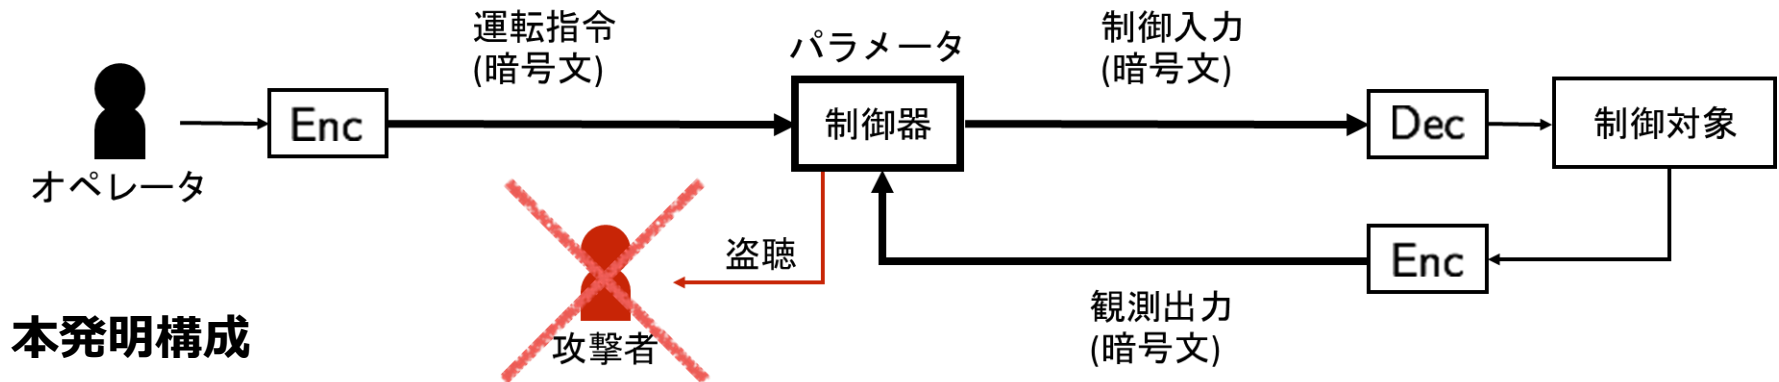 運転指令
(暗号文)
パラメータ
制御入力
(暗号文)
Enc
制御器
Dec
制御対象
オペレータ
盗聴
Enc
観測出力
(暗号文)
攻撃者
本発明構成